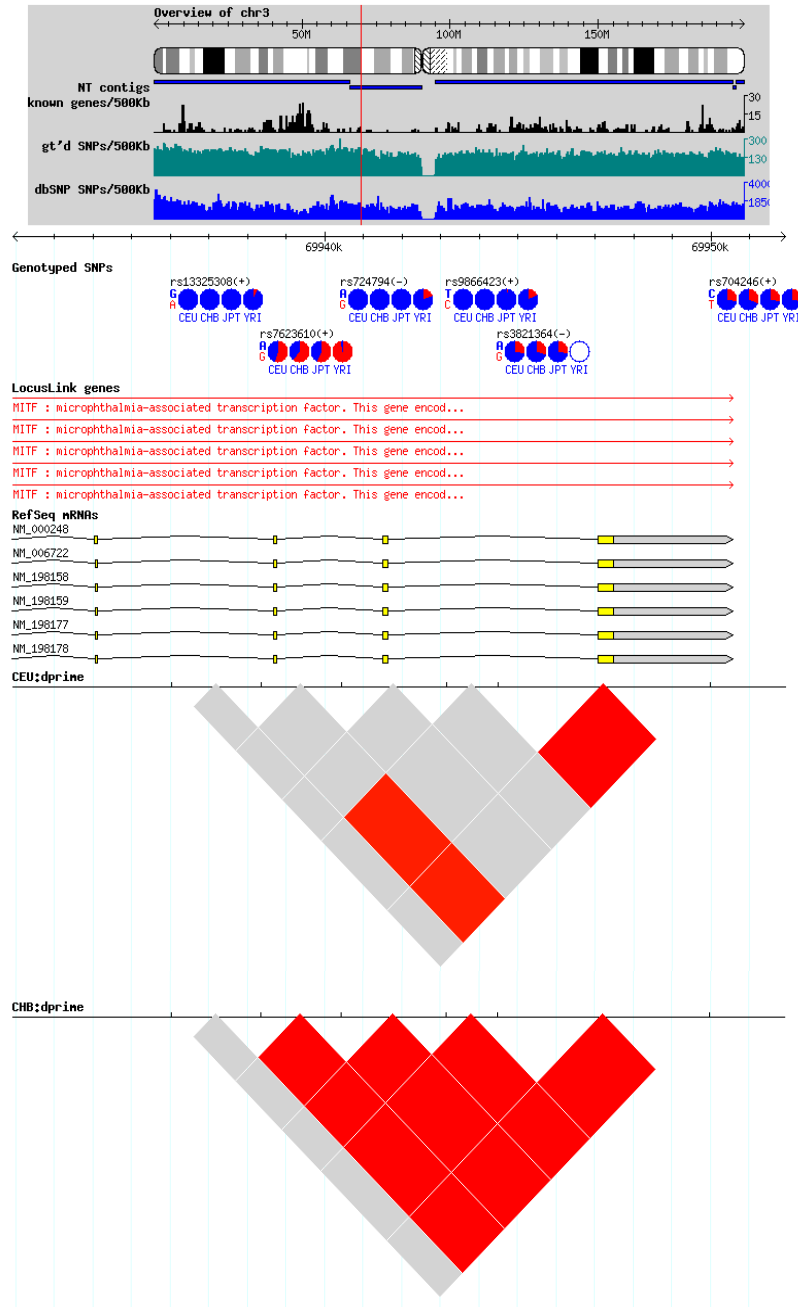 Overview of chr3
50M 100M 150M
NT contigs
known genes/500Kb 30
15
gt'd SNPs/500Kb 300
130
dbSNP SNPs/500Kb 4000
1850
69940k 69950k
Genotyped SNPs
rs13325308(+) rs724794(-) rs9866423(+) rs704246(+)
G A T C
A G C T
CEU CHB JPT YRI CEU CHB JPT YRI CEU CHB JPT YRI CEU CHB JPT YRI
rs7623610(+) rs3821364(-)
A A
G G
CEU CHB JPT YRI CEU CHB JPT YRI
LocusLink genes
MITF : microphthalmia-associated transcription factor. This gene encod...
MITF : microphthalmia-associated transcription factor. This gene encod...
MITF : microphthalmia-associated transcription factor. This gene encod...
MITF : microphthalmia-associated transcription factor. This gene encod...
MITF : microphthalmia-associated transcription factor. This gene encod...
RefSeq mRNAs
NM_000248
NM_006722
NM_198158
NM_198159
NM_198177
NM_198178
CEU:dprime
CHB:dprime